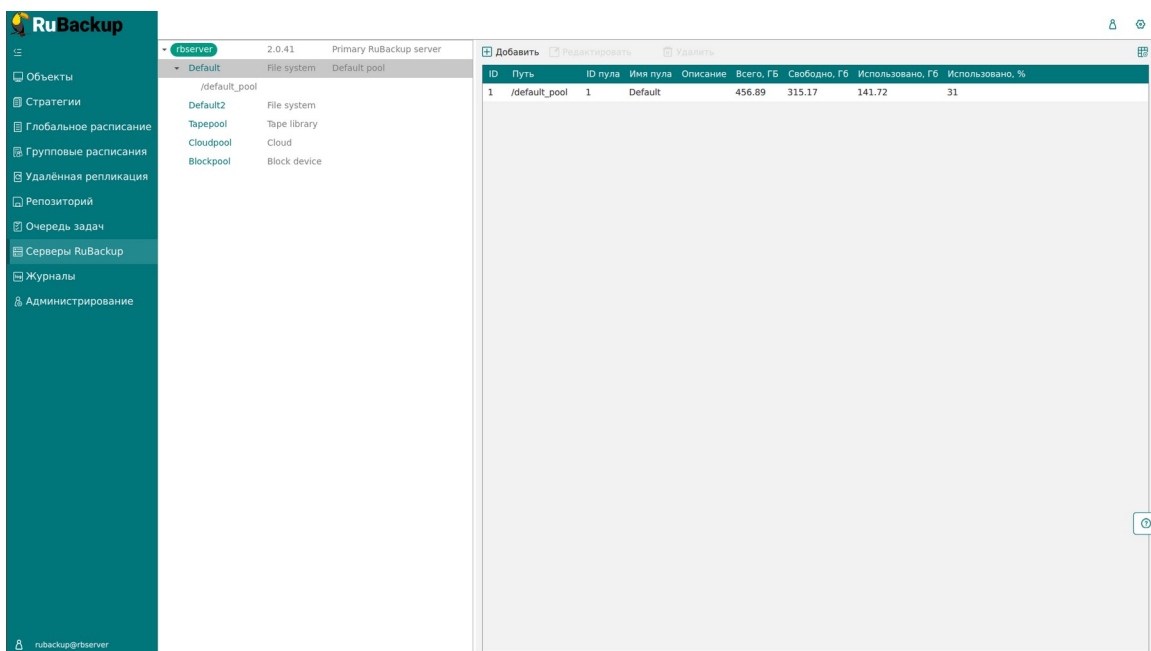 RuBackup
Объекты
Стратегии
Глобальное расписание
Групповые расписания
Удалённая репликация
Репозиторий
Очередь задач
Серверы RuBackup
Журналы
Администрирование
rubackup@rbserver
rbserver 2.0.41 Primary RuBackup server
Default File system Default pool
/default_pool
Default2 File system
Tapepool Tape library
Cloudpool Cloud
Blockpool Block device
Добавить Редактировать Удалить
ID Путь ID пула Имя пула Описание Всего, ГБ Свободно, Гб Использовано, Гб Использовано, %
1 /default_pool 1 Default 456.89 315.17 141.72 31